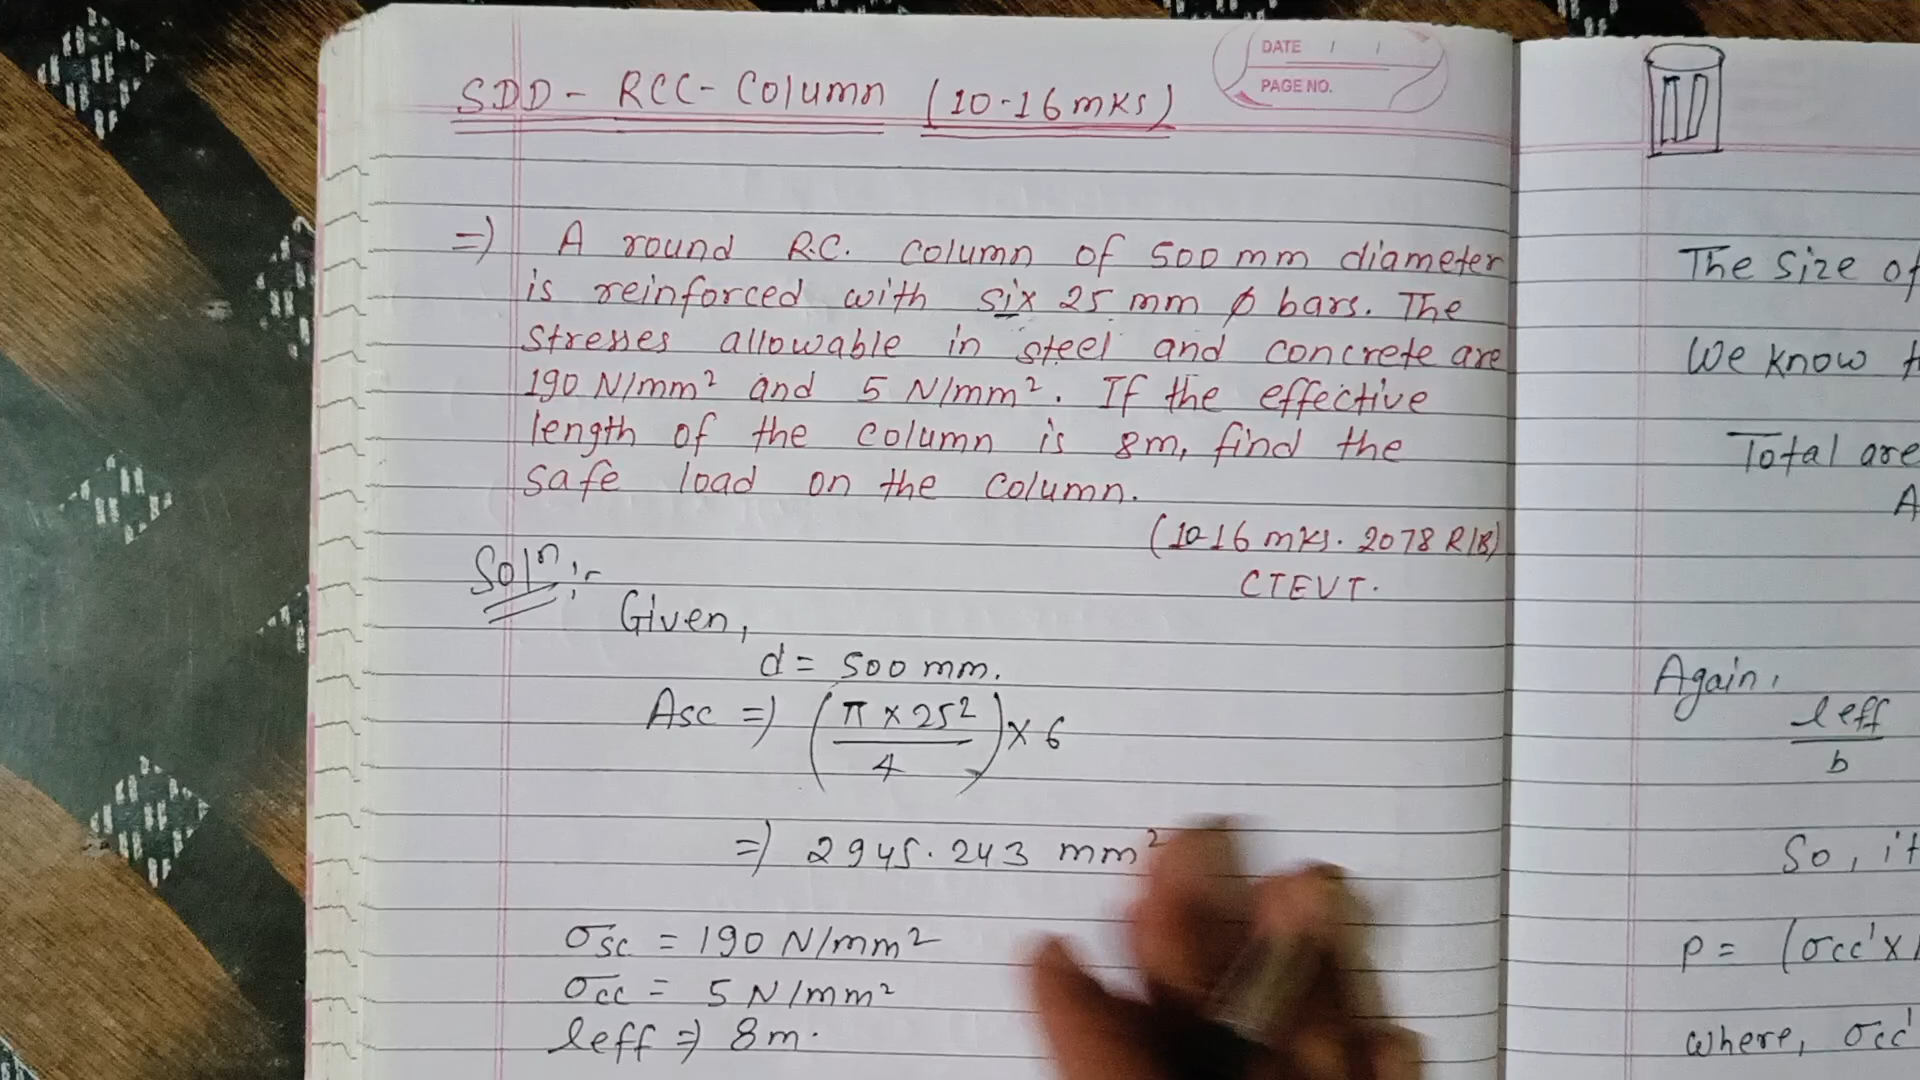 DATE / /
PAGE NO.
SDD - RCC - Column (10-16 mks)
=) A round R.C. column of 500 mm diameter
is reinforced with six 25 mm ϕ bars. The
stresses allowable in steel and concrete are
190 N/mm² and 5 N/mm². If the effective
length of the column is 8m, find the
safe load on the column.
(10-16 mks. 2078 R/B)
CTEVT.
Solⁿ:-
Given,
d = 500 mm.
Asc => (π × 25² / 4) × 6
=> 2945.243 mm²
σsc = 190 N/mm²
σcc = 5 N/mm²
leff => 8m.
The size of
We know
Total are
A
Again,
leff
b
So, it
P = (σcc' ×
where, σcc'